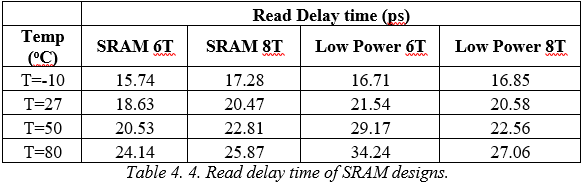 Read Delay time (ps)
Temp (ºC) SRAM 6T SRAM 8T Low Power 6T Low Power 8T
T=-10 15.74 17.28 16.71 16.85
T=27 18.63 20.47 21.54 20.58
T=50 20.53 22.81 29.17 22.56
T=80 24.14 25.87 34.24 27.06
Table 4. 4. Read delay time of SRAM designs.